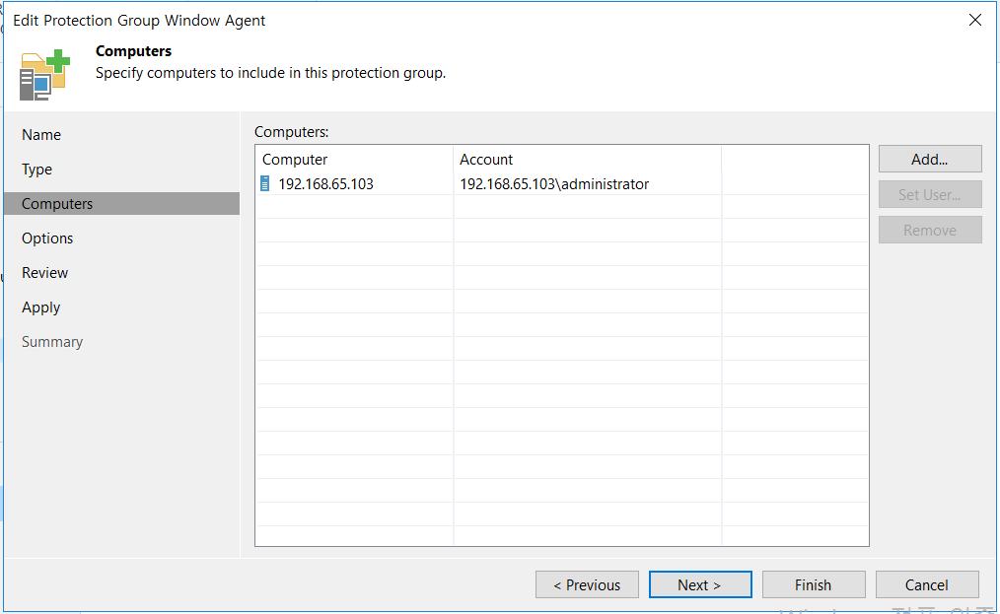 Edit Protection Group Window Agent
Computers
Specify computers to include in this protection group.
Name
Type
Computers
Options
Review
Apply
Summary
Computers:
Computer Account
192.168.65.103 192.168.65.103\administrator
Add...
Set User...
Remove
< Previous Next > Finish Cancel